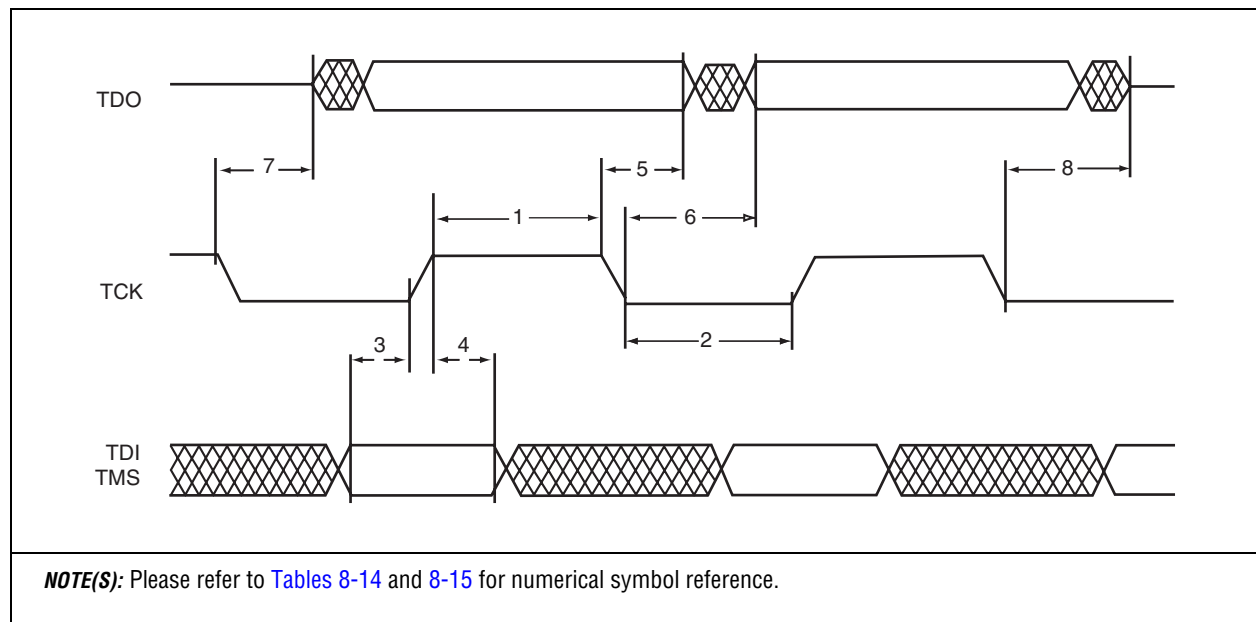 TDO
7
5
8
1
6
TCK
2
3
4
TDI
TMS
NOTE(S): Please refer to Tables 8-14 and 8-15 for numerical symbol reference.